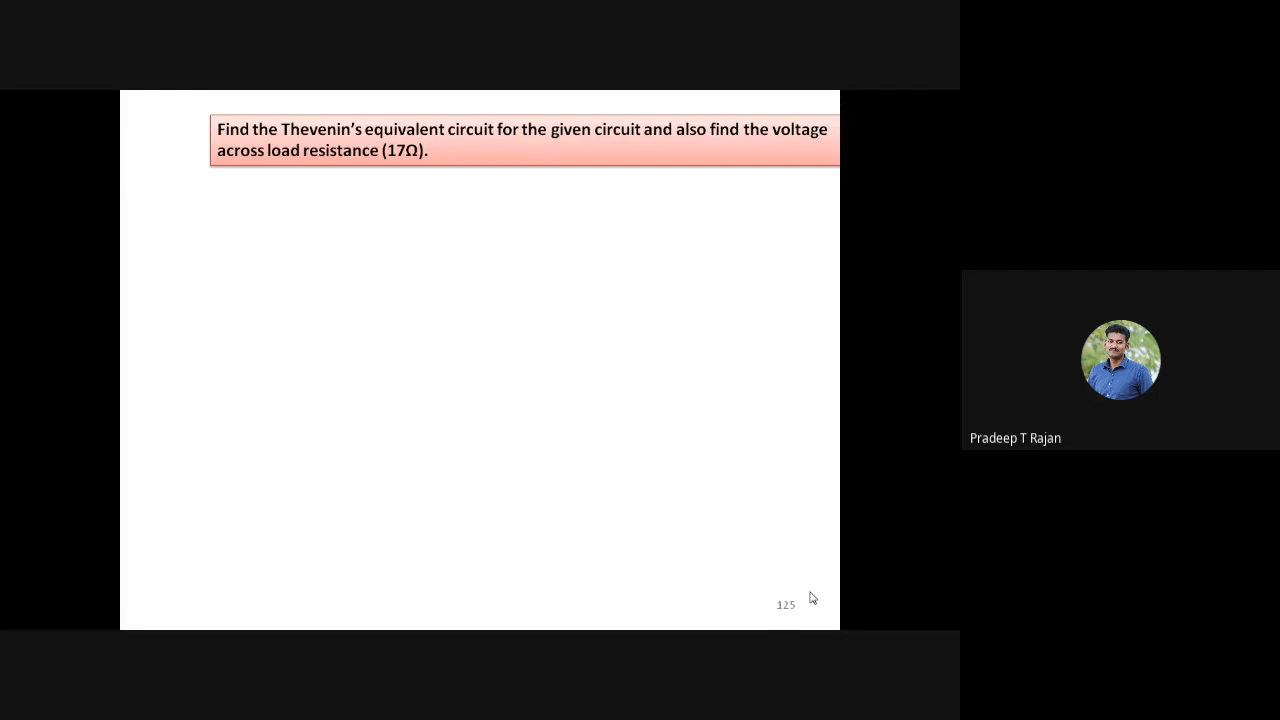 Find the Thevenin’s equivalent circuit for the given circuit and also find the voltage
across load resistance (17Ω).
Pradeep T Rajan
125